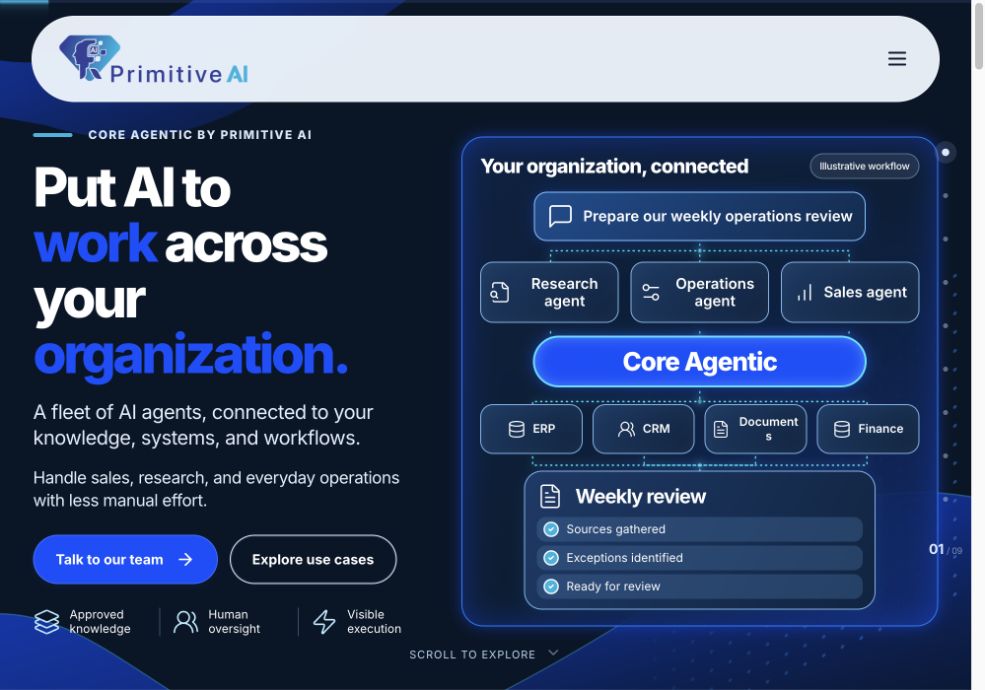 AI
Primitive AI
CORE AGENTIC BY PRIMITIVE AI
Put AI to
work across
your
organization.
A fleet of AI agents, connected to your
knowledge, systems, and workflows.
Handle sales, research, and everyday operations
with less manual effort.
Talk to our team
Explore use cases
Approved
knowledge
Human
oversight
Visible
execution
Your organization, connected
Illustrative workflow
Prepare our weekly operations review
Research
agent
Operations
agent
Sales agent
Core Agentic
ERP
CRM
Document
s
Finance
Weekly review
Sources gathered
Exceptions identified
Ready for review
01 / 09
SCROLL TO EXPLORE